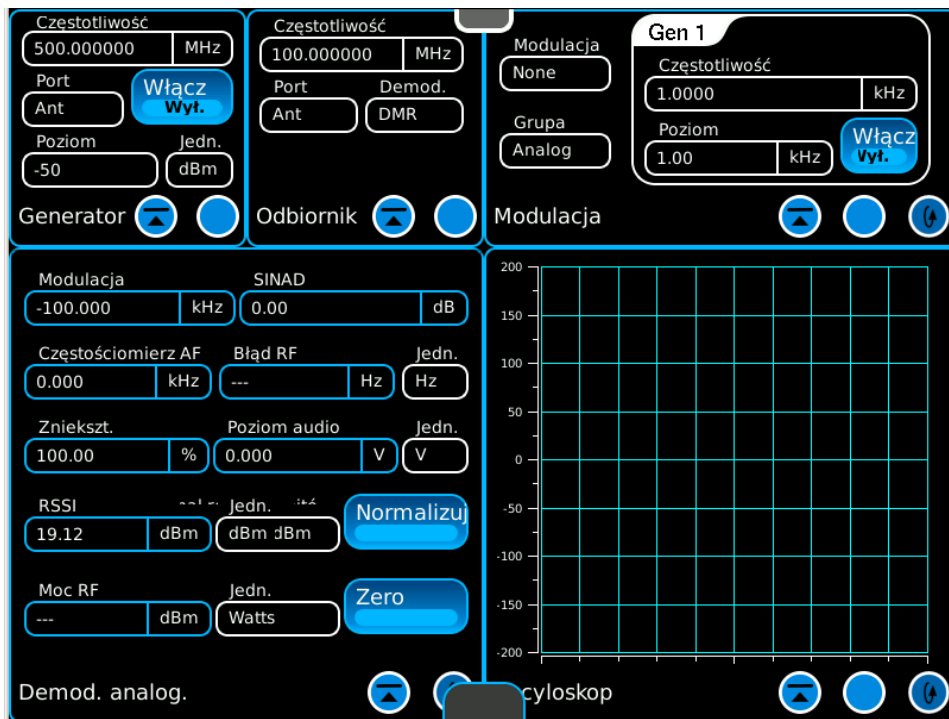 Częstotliwość
500.000000 MHz
Port
Ant
Włącz
Wył.
Poziom Jedn.
-50 dBm
Generator
Częstotliwość
100.000000 MHz
Port Demod.
Ant DMR
Odbiornik
Modulacja
None
Grupa
Analog
Gen 1
Częstotliwość
1.0000 kHz
Poziom
1.00 kHz
Włącz
Wył.
Modulacja
Modulacja SINAD
-100.000 kHz 0.00 dB
Częstościomierz AF Błąd RF Jedn.
0.000 kHz --- Hz Hz
Zniekszt. Poziom audio Jedn.
100.00 % 0.000 V V
RSSI Jedn.
19.12 dBm dBm dBm
Normalizuj
Moc RF Jedn.
--- dBm Watts
Zero
Demod. analog.
200
150
100
50
0
-50
-100
-150
-200
cyloskop